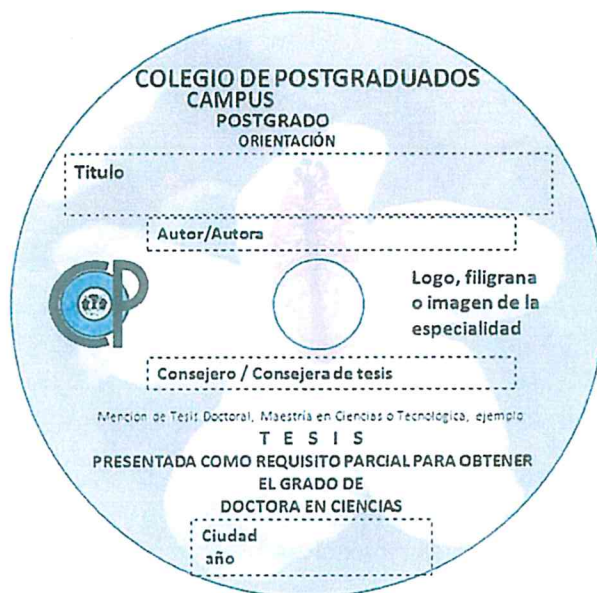 COLEGIO DE POSTGRADUADOS
CAMPUS
POSTGRADO
ORIENTACIÓN
Titulo
Autor/Autora
CP
Logo, filigrana
o imagen de la
especialidad
Consejero / Consejera de tesis
Mención de Tesis Doctoral, Maestría en Ciencias o Tecnológica, ejemplo
T E S I S
PRESENTADA COMO REQUISITO PARCIAL PARA OBTENER
EL GRADO DE
DOCTORA EN CIENCIAS
Ciudad
año